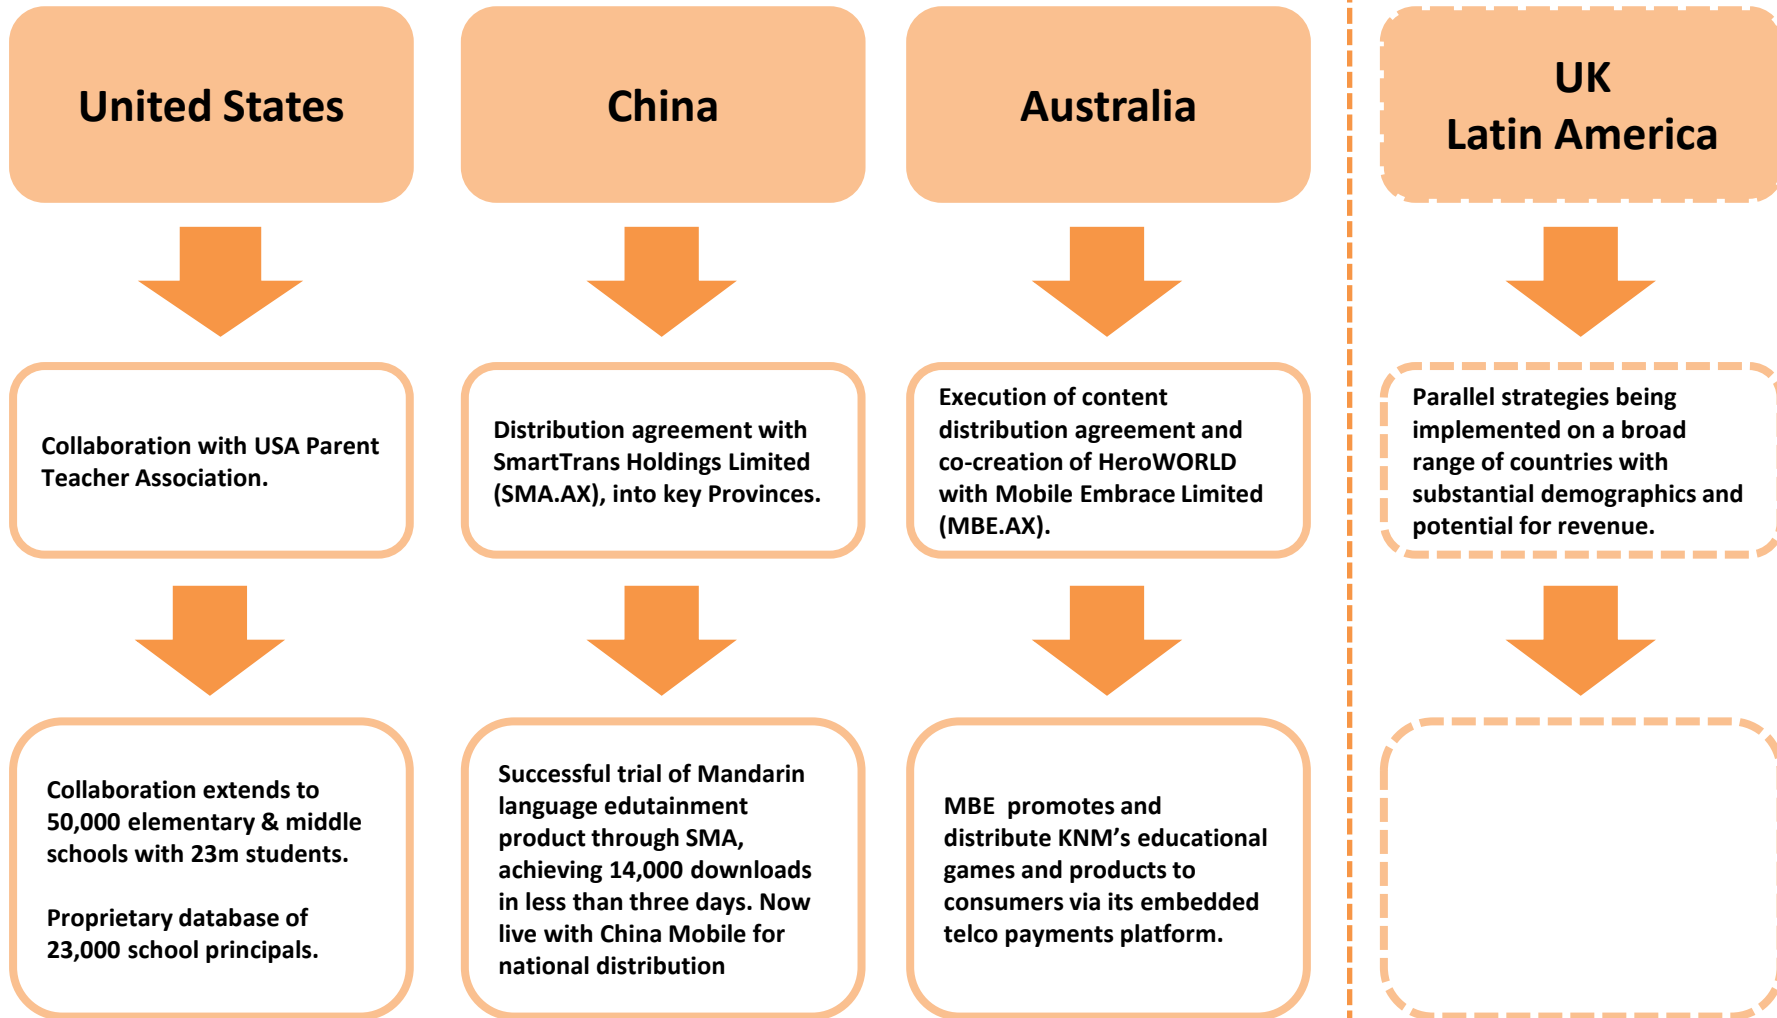 United States
China
Australia
UK
Latin America
Collaboration with USA Parent
Teacher Association.
Distribution agreement with
SmartTrans Holdings Limited
(SMA.AX), into key Provinces.
Execution of content
distribution agreement and
co-creation of HeroWORLD
with Mobile Embrace Limited
(MBE.AX).
Parallel strategies being
implemented on a broad
range of countries with
substantial demographics and
potential for revenue.
Collaboration extends to
50,000 elementary & middle
schools with 23m students.
Proprietary database of
23,000 school principals.
Successful trial of Mandarin
language edutainment
product through SMA,
achieving 14,000 downloads
in less than three days. Now
live with China Mobile for
national distribution
MBE  promotes and
distribute KNM’s educational
games and products to
consumers via its embedded
telco payments platform.